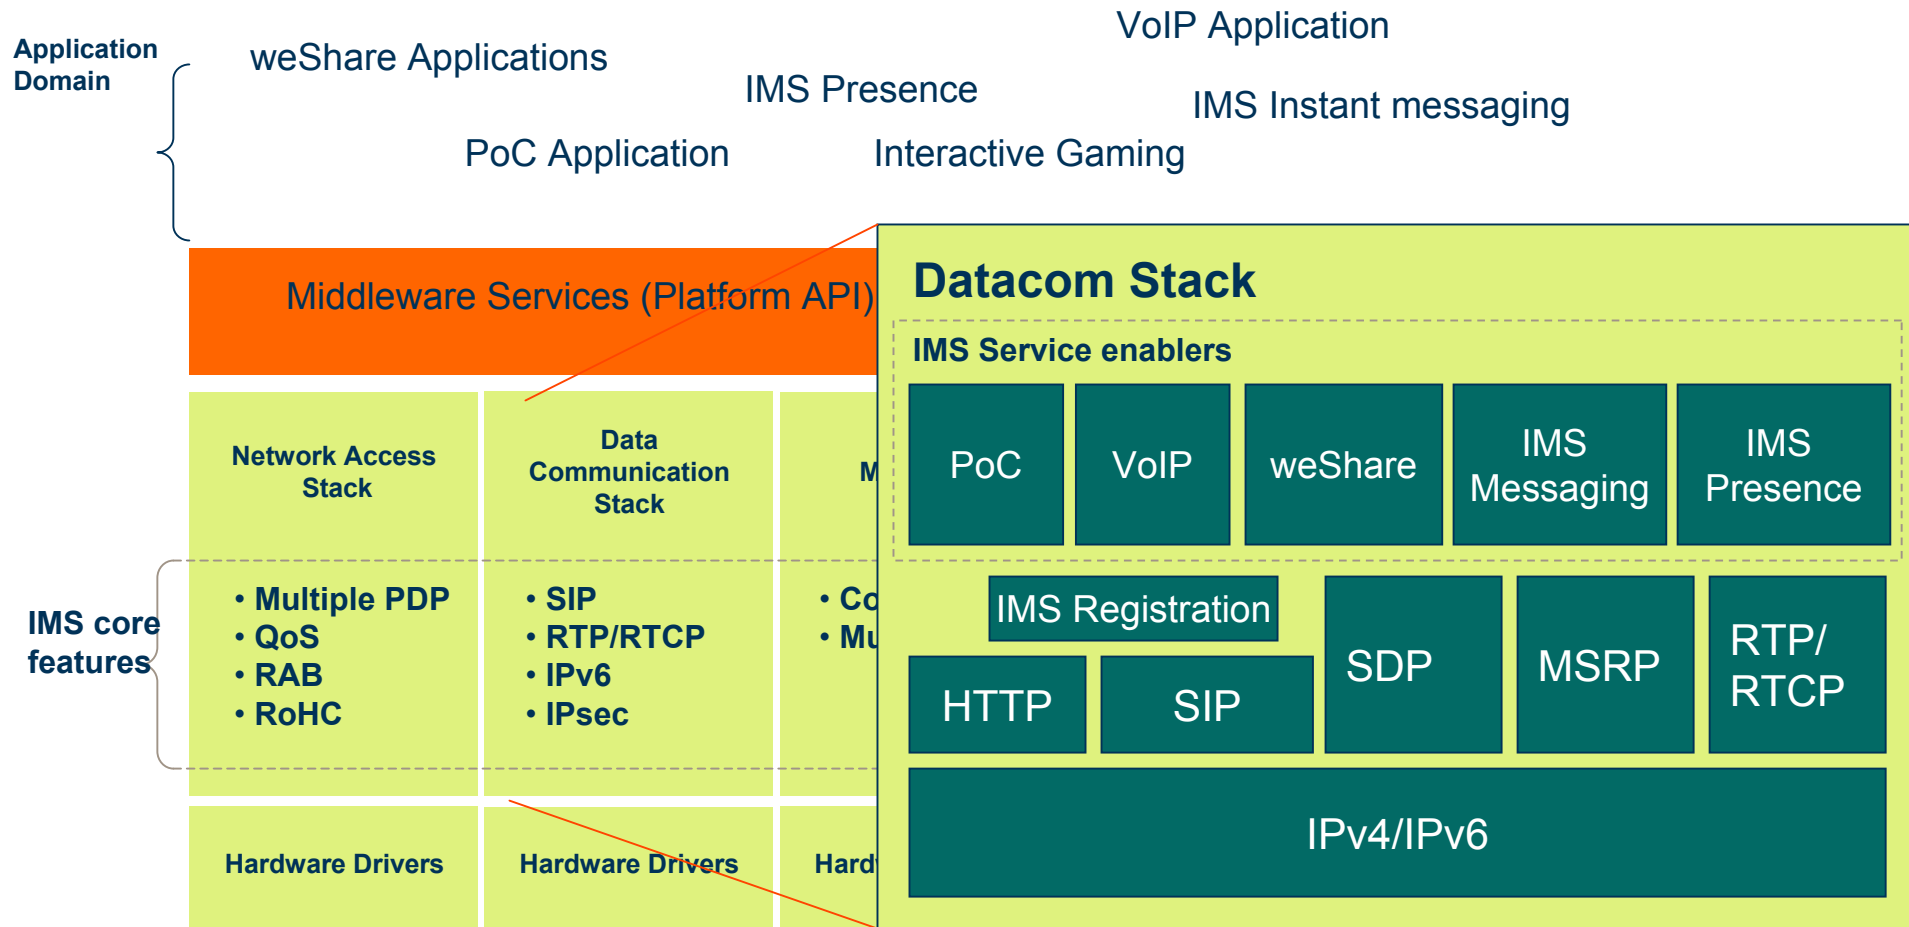 Application
Domain
weShare Applications
VoIP Application
IMS Presence
IMS Instant messaging
PoC Application
Interactive Gaming
Middleware Services (Platform API)
Network Access
Stack
Data
Communication
Stack
IMS core
features
• Multiple PDP
• QoS
• RAB
• RoHC
• SIP
• RTP/RTCP
• IPv6
• IPsec
Hardware Drivers
Hardware Drivers
Datacom Stack
IMS Service enablers
PoC
VoIP
weShare
IMS
Messaging
IMS
Presence
IMS Registration
HTTP
SIP
SDP
MSRP
RTP/
RTCP
IPv4/IPv6